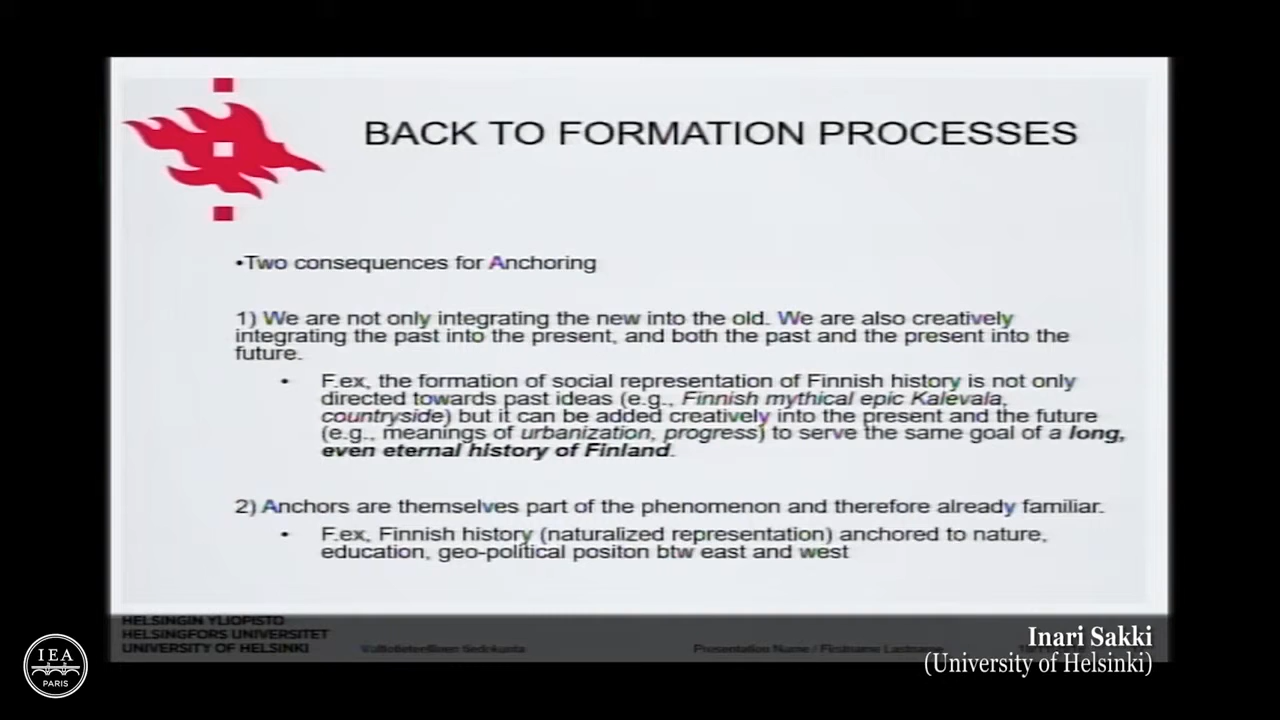 BACK TO FORMATION PROCESSES
•Two consequences for Anchoring
1) We are not only integrating the new into the old. We are also creatively
integrating the past into the present, and both the past and the present into the
future.
• F.ex, the formation of social representation of Finnish history is not only
directed towards past ideas (e.g., Finnish mythical epic Kalevala,
countryside) but it can be added creatively into the present and the future
(e.g., meanings of urbanization, progress) to serve the same goal of a long,
even eternal history of Finland.
2) Anchors are themselves part of the phenomenon and therefore already familiar.
• F.ex, Finnish history (naturalized representation) anchored to nature,
education, geo-political positon btw east and west
HELSINGIN YLIOPISTO
HELSINGFORS UNIVERSITET
UNIVERSITY OF HELSINKI
Valtiotieteellinen tiedekunta
Presentation Name / Firstname Lastname
Inari Sakki
(University of Helsinki)
IEA
PARIS